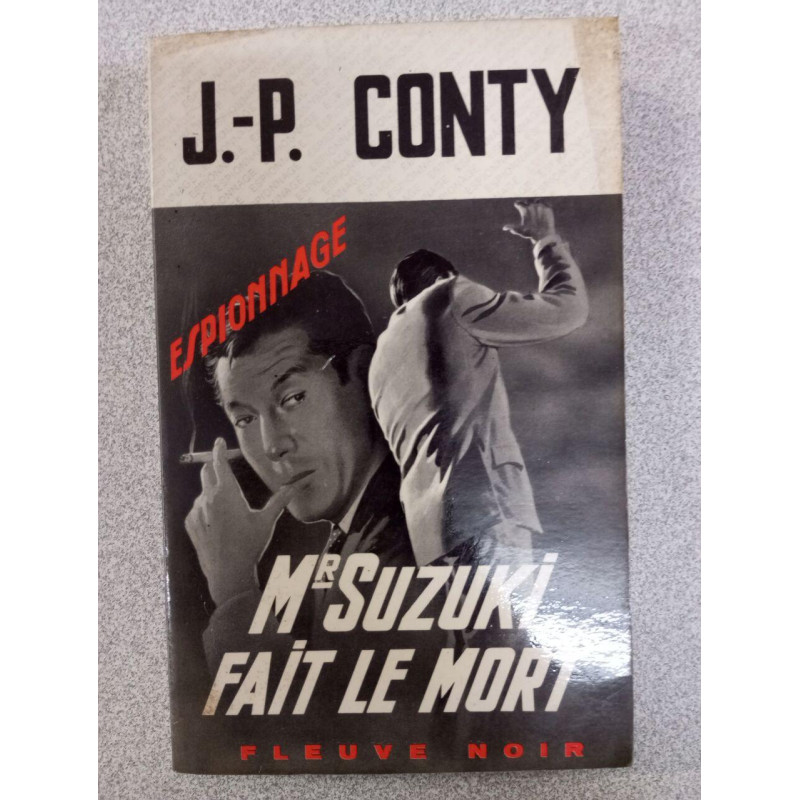 J.-P. CONTY
ESPIONNAGE
MR SUZUKI
FAIT LE MORT
FLEUVE NOIR